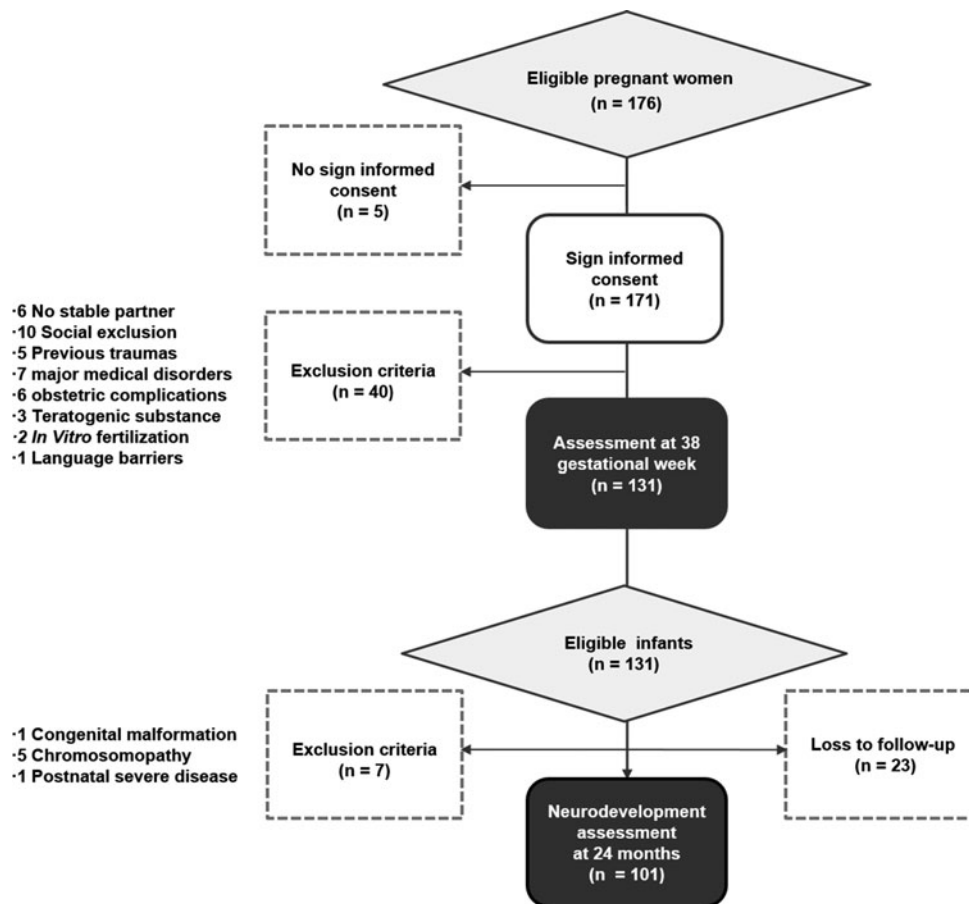 Eligible pregnant women
(n = 176)
No sign informed
consent
(n = 5)
Sign informed
consent
(n = 171)
·6 No stable partner
·10 Social exclusion
·5 Previous traumas
·7 major medical disorders
·6 obstetric complications
·3 Teratogenic substance
·2 In Vitro fertilization
·1 Language barriers
Exclusion criteria
(n = 40)
Assessment at 38
gestational week
(n = 131)
Eligible infants
(n = 131)
·1 Congenital malformation
·5 Chromosomopathy
·1 Postnatal severe disease
Exclusion criteria
(n = 7)
Loss to follow-up
(n = 23)
Neurodevelopment
assessment
at 24 months
(n = 101)